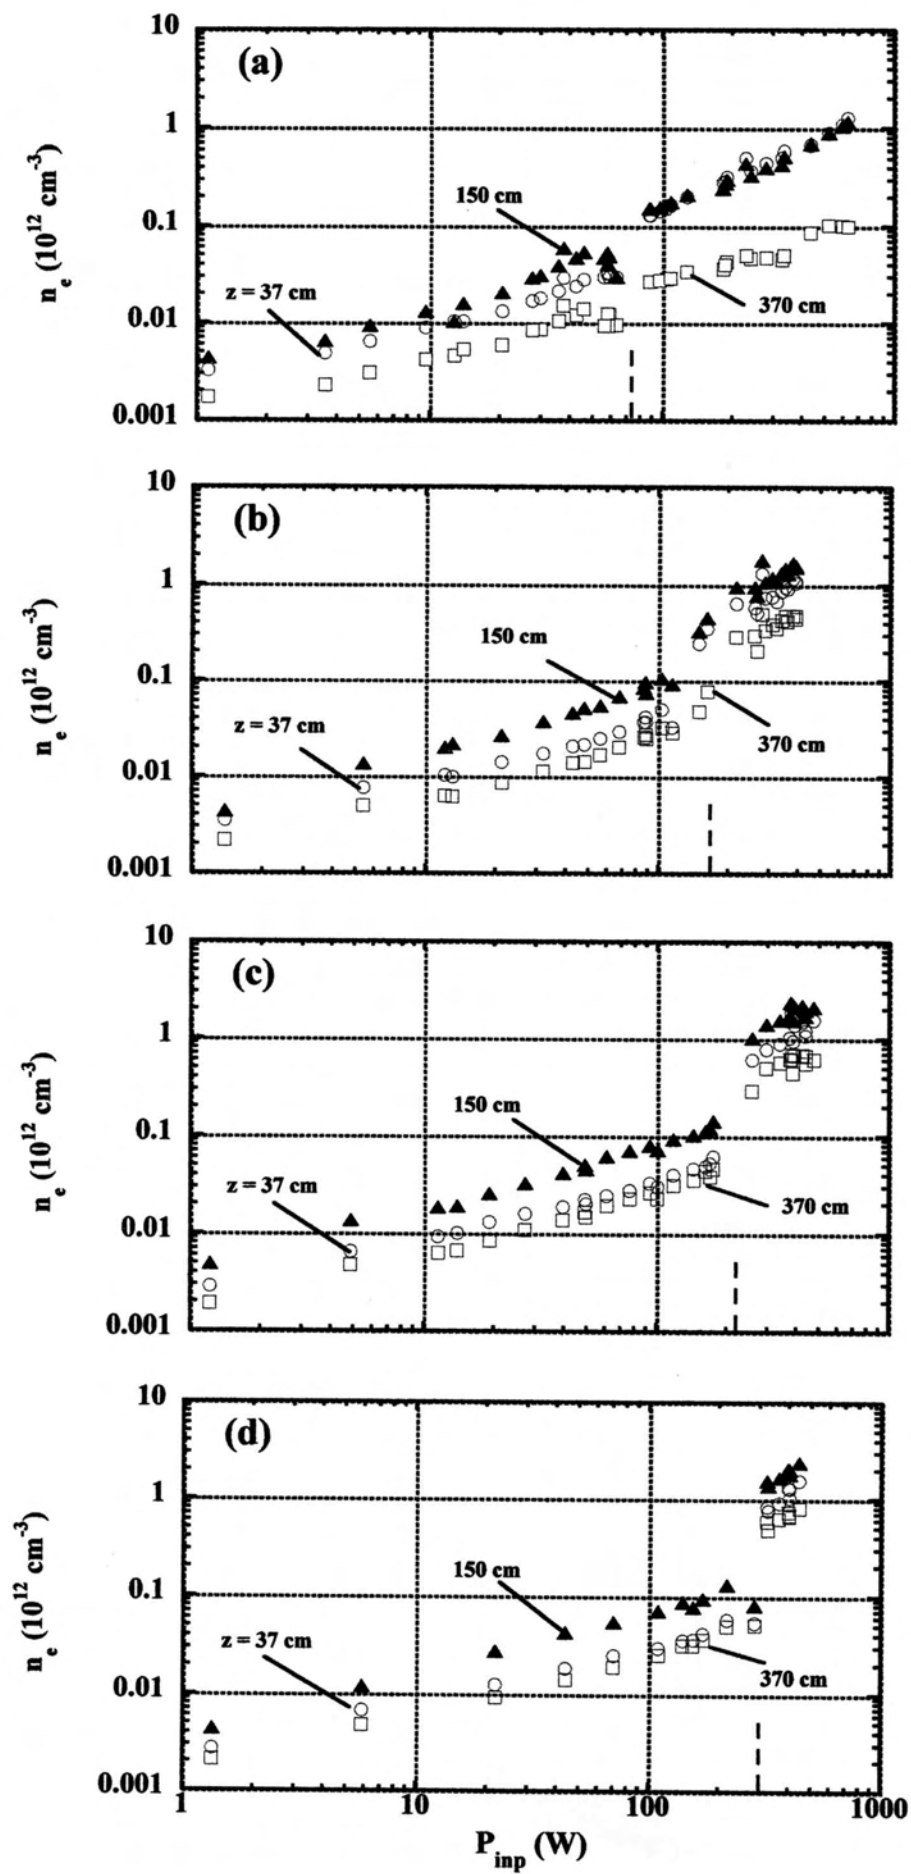 (a)
10
1
0.1
0.01
0.001
n_e (10^12 cm^-3)
150 cm
z = 37 cm
370 cm
(b)
10
1
0.1
0.01
0.001
n_e (10^12 cm^-3)
150 cm
z = 37 cm
370 cm
(c)
10
1
0.1
0.01
0.001
n_e (10^12 cm^-3)
150 cm
z = 37 cm
370 cm
(d)
10
1
0.1
0.01
0.001
n_e (10^12 cm^-3)
150 cm
z = 37 cm
370 cm
1 10 100 1000
P_inp (W)